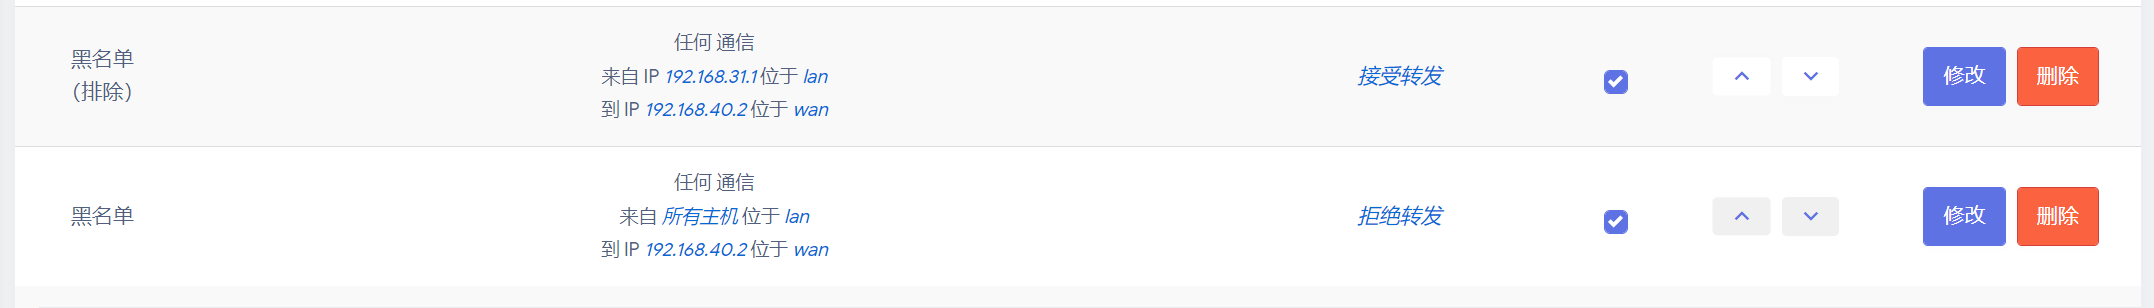 黑名单
（排除）
任何 通信
来自 IP 192.168.31.1 位于 lan
到 IP 192.168.40.2 位于 wan
接受转发
修改
删除
黑名单
任何 通信
来自 所有主机 位于 lan
到 IP 192.168.40.2 位于 wan
拒绝转发
修改
删除